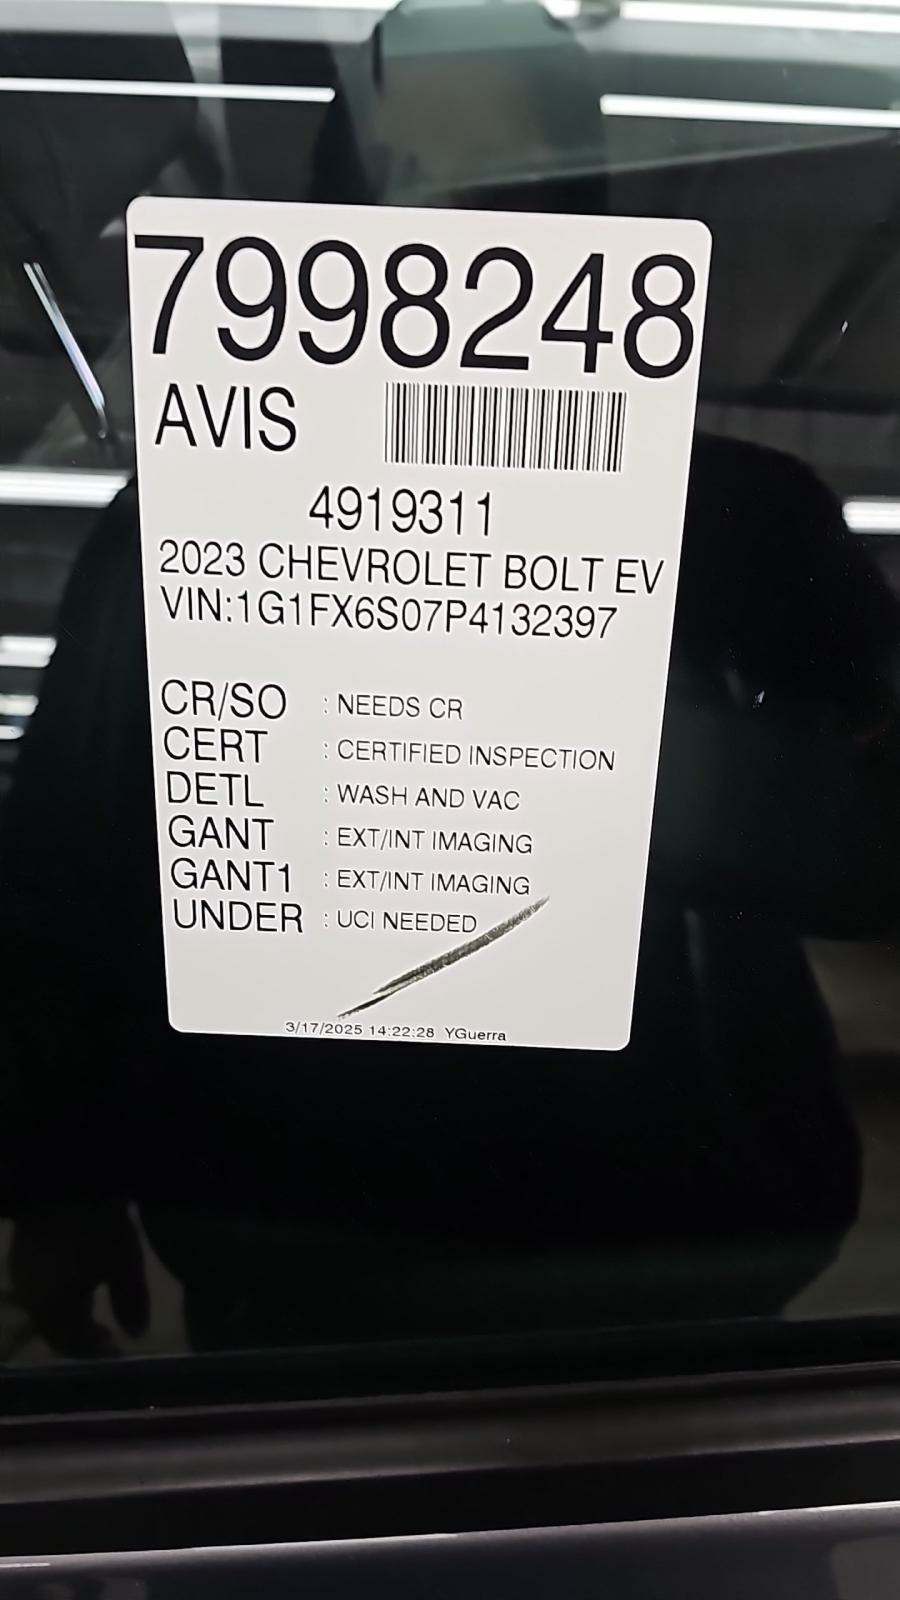 7998248
AVIS
4919311
2023 CHEVROLET BOLT EV
VIN:1G1FX6S07P4132397
CR/SO : NEEDS CR
CERT : CERTIFIED INSPECTION
DETL : WASH AND VAC
GANT : EXT/INT IMAGING
GANT1 : EXT/INT IMAGING
UNDER : UCI NEEDED
3/17/2025 14:22:28 YGuerra